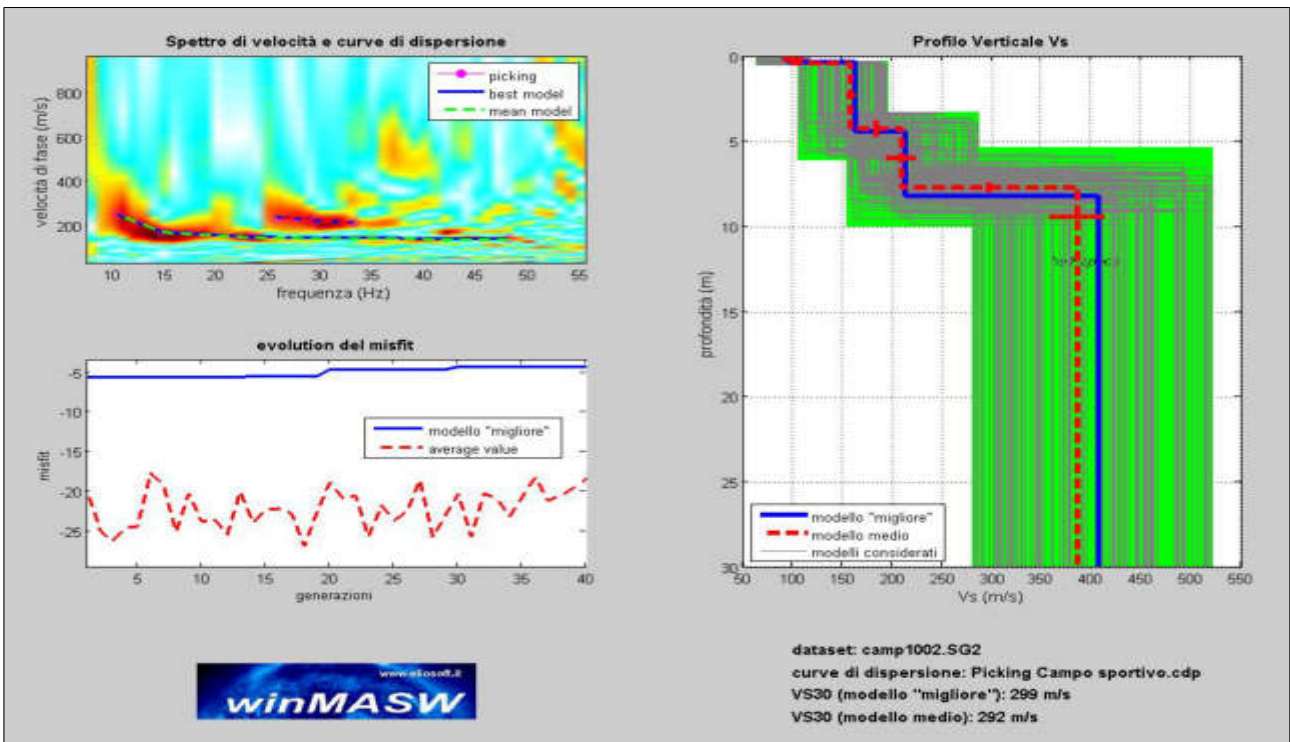 Spettro di velocità e curve di dispersione
velocità di fase (m/s)
800
600
400
200
picking
best model
mean model
10 15 20 25 30 35 40 45 50 55
frequenza (Hz)
evolution del misfit
misfit
-5
-10
-15
-20
-25
modello "migliore"
average value
5 10 15 20 25 30 35 40
generazioni
www.eliosoft.it
winMASW
Profilo Verticale Vs
profondità (m)
0
5
10
15
20
25
30
modello "migliore"
modello medio
modelli considerati
50 100 150 200 250 300 350 400 450 500 550
Vs (m/s)
dataset: camp1002.SG2
curve di dispersione: Picking Campo sportivo.cdp
VS30 (modello "migliore"): 299 m/s
VS30 (modello medio): 292 m/s